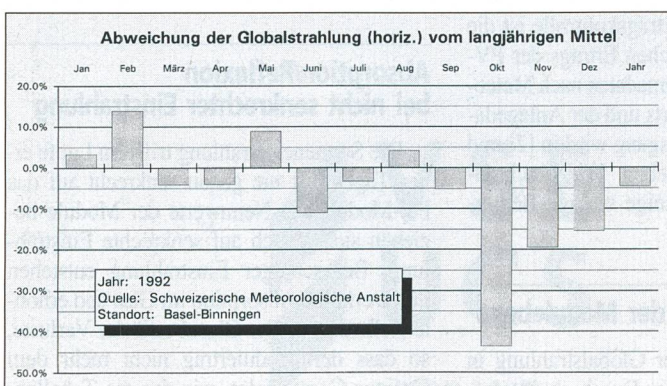 Abweichung der Globalstrahlung (horiz.) vom langjährigen Mittel
Jan Feb März Apr Mai Juni Juli Aug Sep Okt Nov Dez Jahr
20.0%
10.0%
0.0%
-10.0%
-20.0%
-30.0%
-40.0%
-50.0%
Jahr: 1992
Quelle: Schweizerische Meteorologische Anstalt
Standort: Basel-Binningen